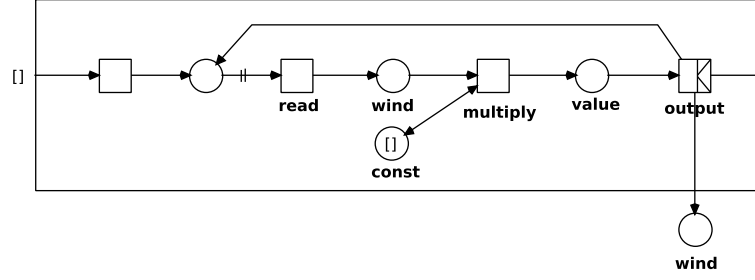 []
read
wind
multiply
value
output
[]
const
wind